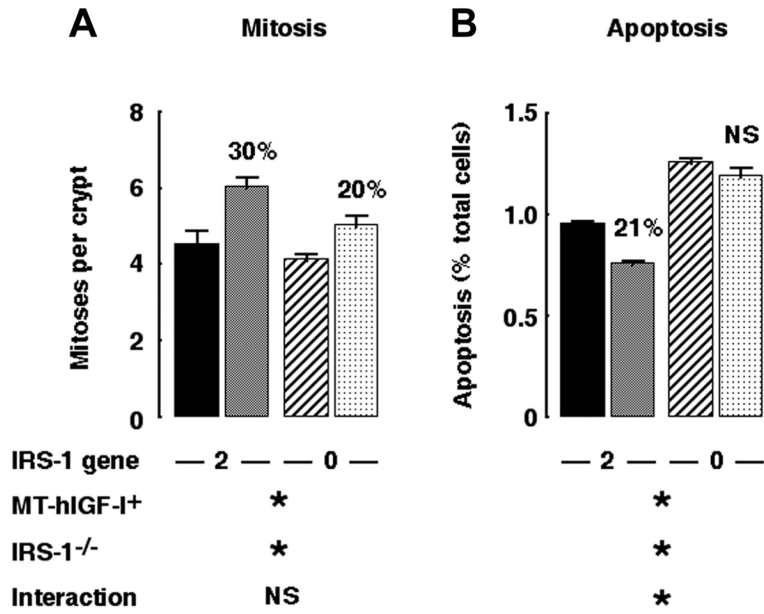 A Mitosis
B Apoptosis
Mitoses per crypt
8
6
4
2
0
30%
20%
Apoptosis (% total cells)
1.5
1.0
0.5
0
21%
NS
IRS-1 gene — 2 — — 0 — — 2 — — 0 —
MT-hIGF-I+ * *
IRS-1-/- * *
Interaction NS *